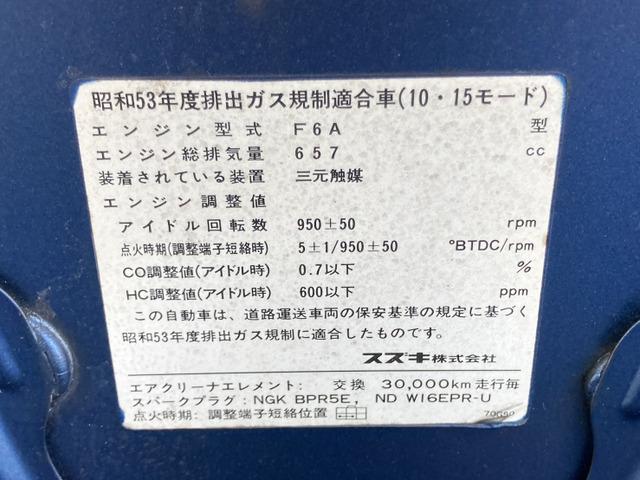 昭和53年度排出ガス規制適合車(10・15モード)
エンジン型式 F6A 型
エンジン総排気量 657 cc
装着されている装置 三元触媒
エンジン調整値
アイドル回転数 950±50 rpm
点火時期(調整端子短絡時) 5±1/950±50 °BTDC/rpm
CO調整値(アイドル時) 0.7以下 %
HC調整値(アイドル時) 600以下 ppm
この自動車は、道路運送車両の保安基準の規定に基づく
昭和53年度排出ガス規制に適合したものです。
スズキ株式会社
エアクリーナエレメント: 交換 30,000km走行毎
スパークプラグ: NGK BPR5E, ND W16EPR-U
点火時期: 調整端子短絡位置